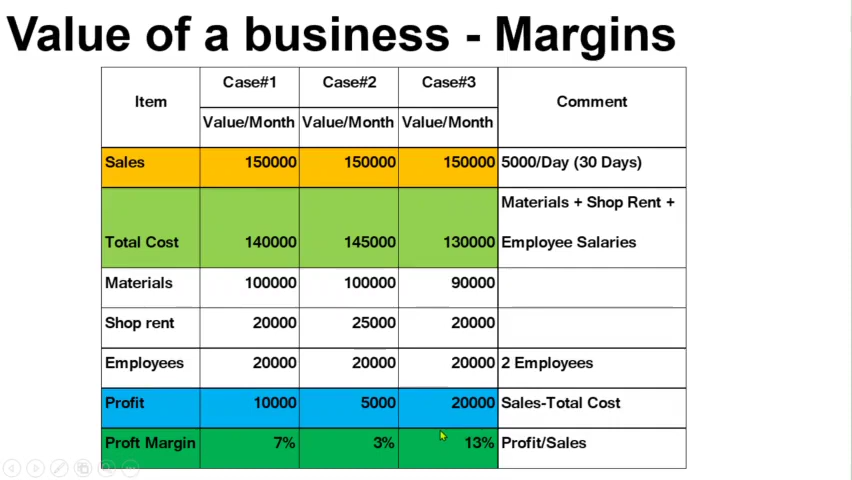 Value of a business - Margins
Item Case#1 Case#2 Case#3 Comment
Value/Month Value/Month Value/Month
Sales 150000 150000 150000 5000/Day (30 Days)
Materials + Shop Rent +
Total Cost 140000 145000 130000 Employee Salaries
Materials 100000 100000 90000
Shop rent 20000 25000 20000
Employees 20000 20000 20000 2 Employees
Profit 10000 5000 20000 Sales-Total Cost
Proft Margin 7% 3% 13% Profit/Sales